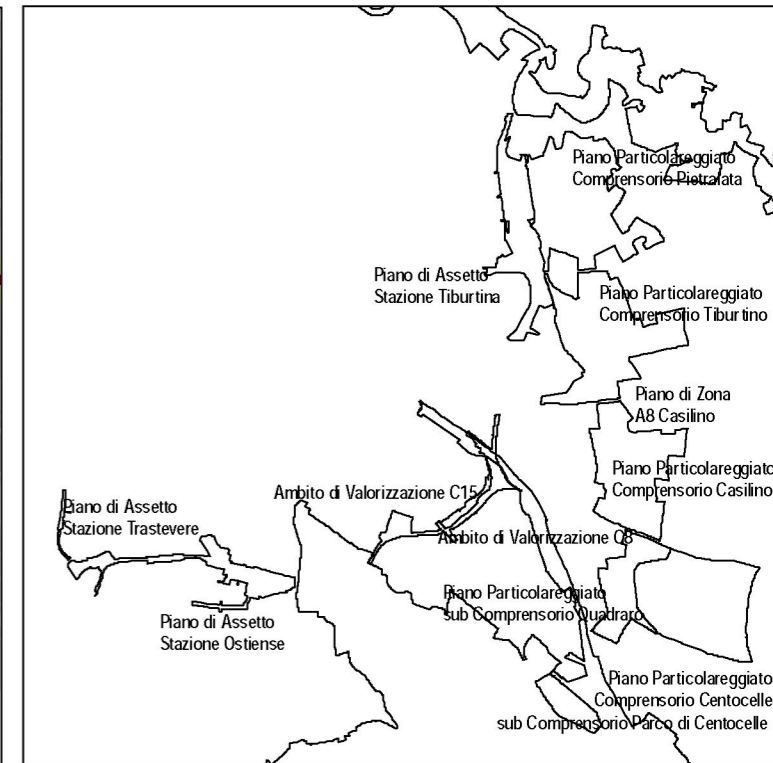 Piano Particolareggiato
Comprensorio Pietralata
Piano di Assetto
Stazione Tiburtina
Piano Particolareggiato
Comprensorio Tiburtino
Piano di Zona
A8 Casilino
Piano Particolareggiato
Comprensorio Casilino
Ambito di Valorizzazione C15
Piano di Assetto
Stazione Trastevere
Ambito di Valorizzazione C8
Piano Particolareggiato
sub Comprensorio Quadraro
Piano di Assetto
Stazione Ostiense
Piano Particolareggiato
Comprensorio Centocelle
sub Comprensorio Parco di Centocelle